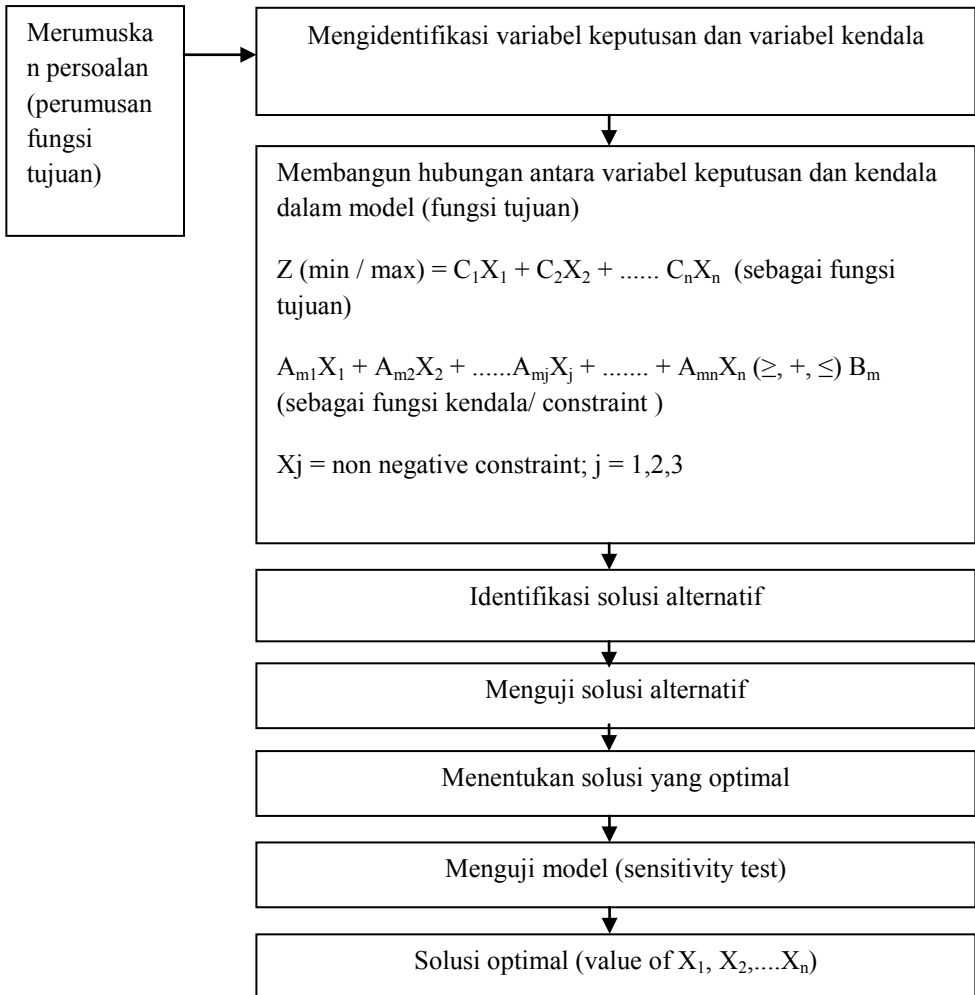 Merumuska
n persoalan
(perumusan
fungsi
tujuan)
Mengidentifikasi variabel keputusan dan variabel kendala
Membangun hubungan antara variabel keputusan dan kendala
dalam model (fungsi tujuan)
Z (min / max) = C₁X₁ + C₂X₂ + ...... CₙXₙ (sebagai fungsi
tujuan)
Aₘ₁X₁ + Aₘ₂X₂ + ......AₘⱼXⱼ + ....... + AₘₙXₙ (≥, +, ≤) Bₘ
(sebagai fungsi kendala/ constraint )
Xj = non negative constraint; j = 1,2,3
Identifikasi solusi alternatif
Menguji solusi alternatif
Menentukan solusi yang optimal
Menguji model (sensitivity test)
Solusi optimal (value of X₁, X₂,....Xₙ)